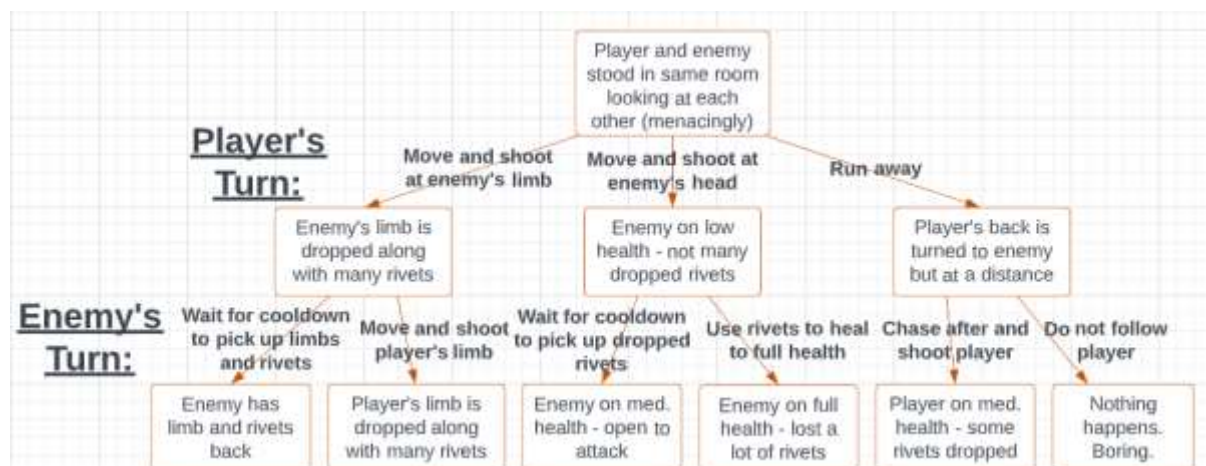 Player and enemy
stood in same room
looking at each
other (menacingly)
Player's
Turn:
Move and shoot
at enemy's limb
Move and shoot at
enemy's head
Run away
Enemy's limb is
dropped along
with many rivets
Enemy on low
health - not many
dropped rivets
Player's back is
turned to enemy
but at a distance
Enemy's
Turn:
Wait for cooldown
to pick up limbs
and rivets
Move and shoot
player's limb
Wait for cooldown
to pick up dropped
rivets
Use rivets to heal
to full health
Chase after and
shoot player
Do not follow
player
Enemy has
limb and rivets
back
Player's limb is
dropped along
with many rivets
Enemy on med.
health - open to
attack
Enemy on full
health - lost a
lot of rivets
Player on med.
health - some
rivets dropped
Nothing
happens.
Boring.